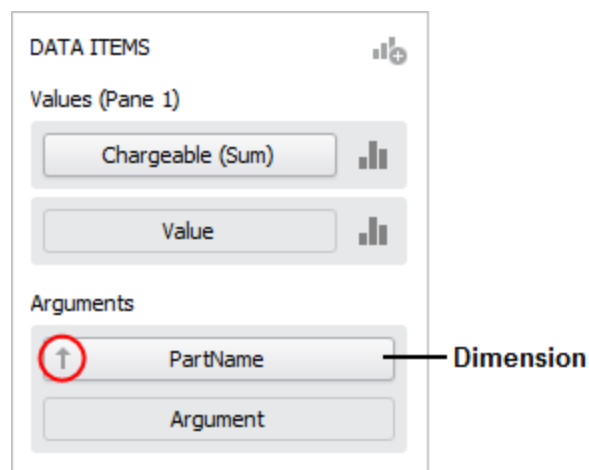 DATA ITEMS
Values (Pane 1)
Chargeable (Sum)
Value
Arguments
PartName
Dimension
Argument